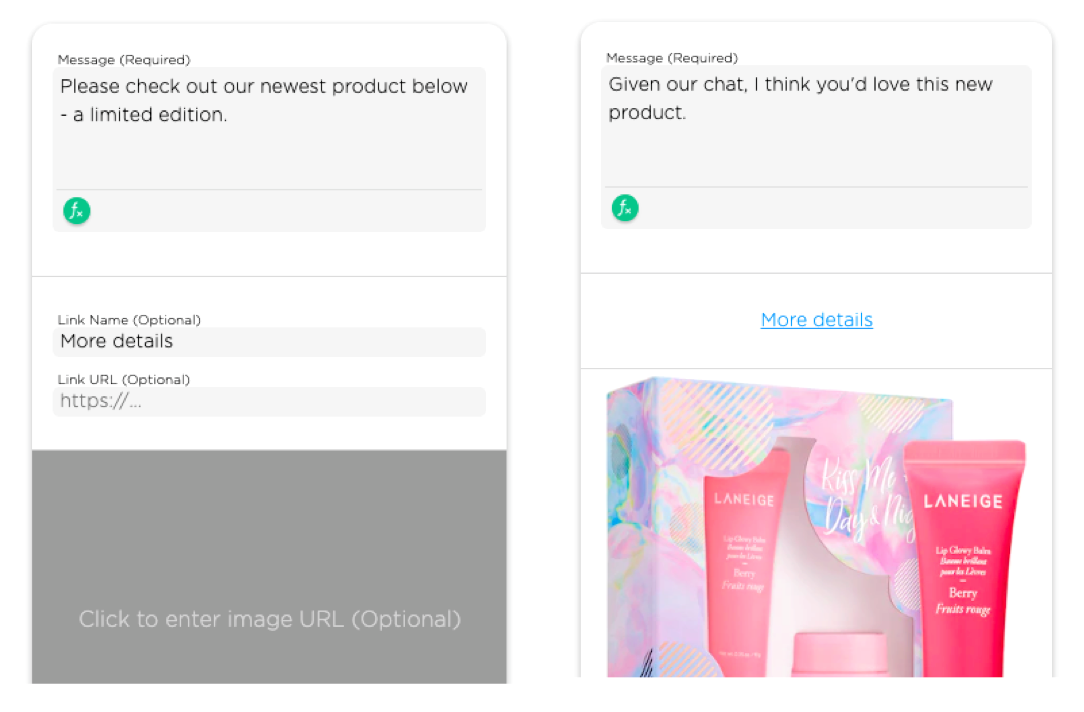 Message (Required)
Please check out our newest product below
- a limited edition.
fx
Link Name (Optional)
More details
Link URL (Optional)
https://...
Click to enter image URL (Optional)
Message (Required)
Given our chat, I think you'd love this new
product.
fx
More details
Kiss Me
Day & Nig
LANEIGE
Lip Glowy Balm
Baume brillant
pour les Lèvres
Berry
Fruits rouge
LANEIGE
Lip Glowy Balm
Baume brillant
pour les Lèvres
Berry
Fruits rouge